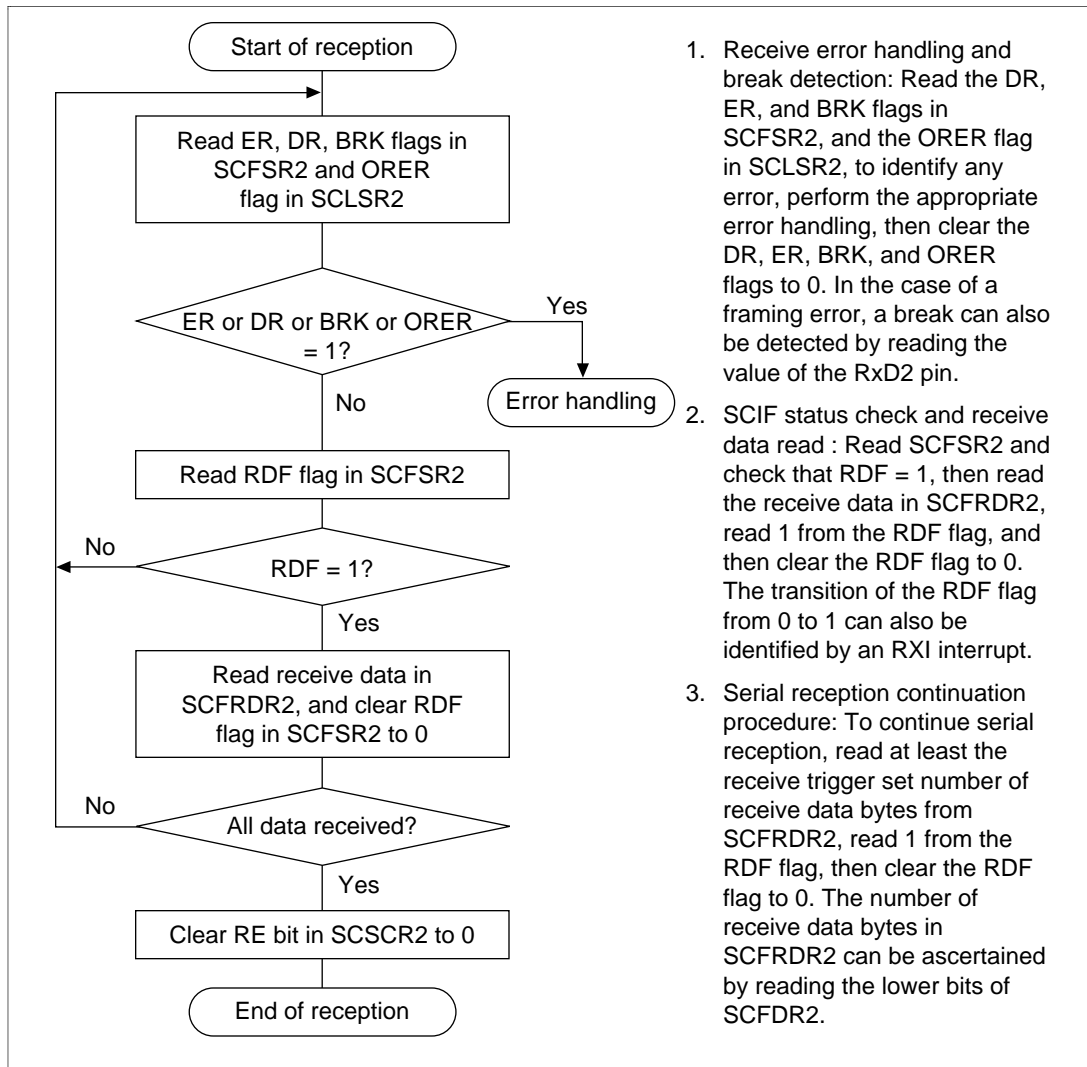 Start of reception
Read ER, DR, BRK flags in
SCFSR2 and ORER
flag in SCLSR2
ER or DR or BRK or ORER
= 1?
Yes
Error handling
No
Read RDF flag in SCFSR2
No
RDF = 1?
Yes
Read receive data in
SCFRDR2, and clear RDF
flag in SCFSR2 to 0
No
All data received?
Yes
Clear RE bit in SCSCR2 to 0
End of reception
1. Receive error handling and
break detection: Read the DR,
ER, and BRK flags in
SCFSR2, and the ORER flag
in SCLSR2, to identify any
error, perform the appropriate
error handling, then clear the
DR, ER, BRK, and ORER
flags to 0. In the case of a
framing error, a break can also
be detected by reading the
value of the RxD2 pin.
2. SCIF status check and receive
data read : Read SCFSR2 and
check that RDF = 1, then read
the receive data in SCFRDR2,
read 1 from the RDF flag, and
then clear the RDF flag to 0.
The transition of the RDF flag
from 0 to 1 can also be
identified by an RXI interrupt.
3. Serial reception continuation
procedure: To continue serial
reception, read at least the
receive trigger set number of
receive data bytes from
SCFRDR2, read 1 from the
RDF flag, then clear the RDF
flag to 0. The number of
receive data bytes in
SCFRDR2 can be ascertained
by reading the lower bits of
SCFDR2.